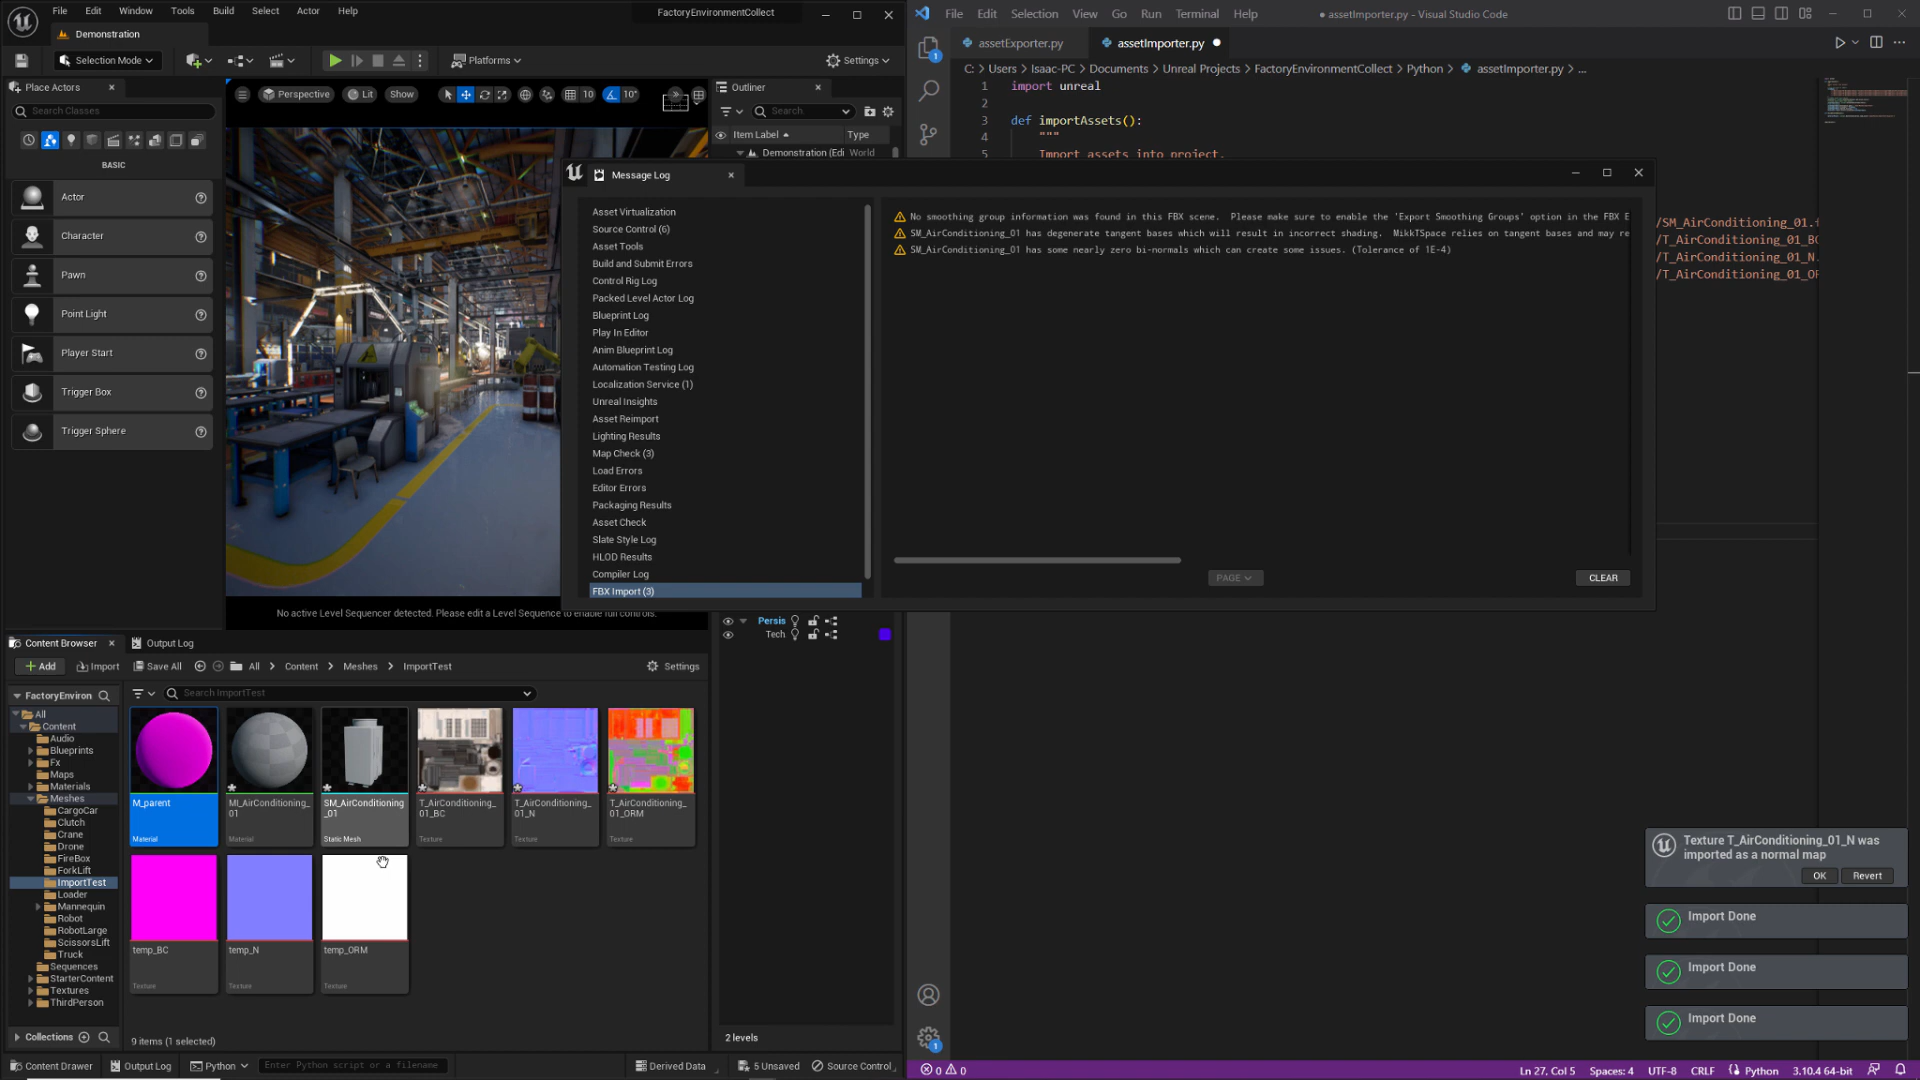 File Edit Window Tools Build Select Actor Help
FactoryEnvironmentCollect
Demonstration
Selection Mode
Platforms
Settings
Place Actors
Search Classes
BASIC
Actor
Character
Pawn
Point Light
Player Start
Trigger Box
Trigger Sphere
Perspective
Lit
Show
10
10°
Outliner
Search
Item Label
Type
Demonstration (Edi World
File Edit Selection View Go Run Terminal Help
● assetImporter.py - Visual Studio Code
assetExporter.py
assetImporter.py
C: > Users > Isaac-PC > Documents > Unreal Projects > FactoryEnvironmentCollect > Python > assetImporter.py > ...
1 import unreal
2
3 def importAssets():
4 """
5 Import assets into project.
/SM_AirConditioning_01.f
/T_AirConditioning_01_BC
/T_AirConditioning_01_N.
/T_AirConditioning_01_OR
Message Log
Asset Virtualization
Source Control (6)
Asset Tools
Build and Submit Errors
Control Rig Log
Packed Level Actor Log
Blueprint Log
Play In Editor
Anim Blueprint Log
Automation Testing Log
Localization Service (1)
Unreal Insights
Asset Reimport
Lighting Results
Map Check (3)
Load Errors
Editor Errors
Packaging Results
Asset Check
Slate Style Log
HLOD Results
Compiler Log
FBX Import (3)
No smoothing group information was found in this FBX scene. Please make sure to enable the 'Export Smoothing Groups' option in the FBX E
SM_AirConditioning_01 has degenerate tangent bases which will result in incorrect shading. MikkTSpace relies on tangent bases and may re
SM_AirConditioning_01 has some nearly zero bi-normals which can create some issues. (Tolerance of 1E-4)
PAGE
CLEAR
No active Level Sequencer detected. Please edit a Level Sequence to enable full controls.
Persis
Tech
2 levels
Content Browser
Output Log
Add
Import
Save All
All > Content > Meshes > ImportTest
Settings
FactoryEnviron
Search ImportTest
All
Content
Audio
Blueprints
Fx
Maps
Materials
Meshes
CargoCar
Clutch
Crane
Drone
FireBox
ForkLift
ImportTest
Loader
Mannequin
Robot
RobotLarge
ScissorsLift
Truck
Sequences
StarterContent
Textures
ThirdPerson
M_parent
Material
MI_AirConditioning_
01
Material
SM_AirConditioning
_01
Static Mesh
T_AirConditioning_
01_BC
Texture
T_AirConditioning_
01_N
Texture
T_AirConditioning_
01_ORM
Texture
temp_BC
Texture
temp_N
Texture
temp_ORM
Texture
Collections
9 items (1 selected)
Content Drawer
Output Log
Python
Enter Python script or a filename
Derived Data
5 Unsaved
Source Control
Texture T_AirConditioning_01_N was
imported as a normal map
OK
Revert
Import Done
Import Done
Import Done
1
1
0 0
Ln 27, Col 5
Spaces: 4
UTF-8
CRLF
Python
3.10.4 64-bit